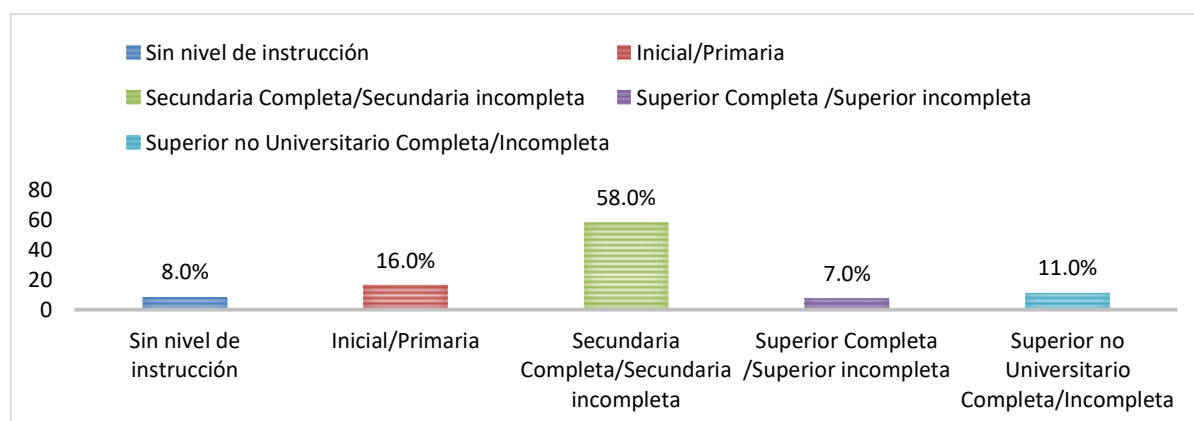 Sin nivel de instrucción
Inicial/Primaria
Secundaria Completa/Secundaria incompleta
Superior Completa /Superior incompleta
Superior no Universitario Completa/Incompleta
80
60
40
20
0
8.0%
16.0%
58.0%
7.0%
11.0%
Sin nivel de
instrucción
Inicial/Primaria
Secundaria
Completa/Secundaria
incompleta
Superior Completa
/Superior incompleta
Superior no
Universitario
Completa/Incompleta